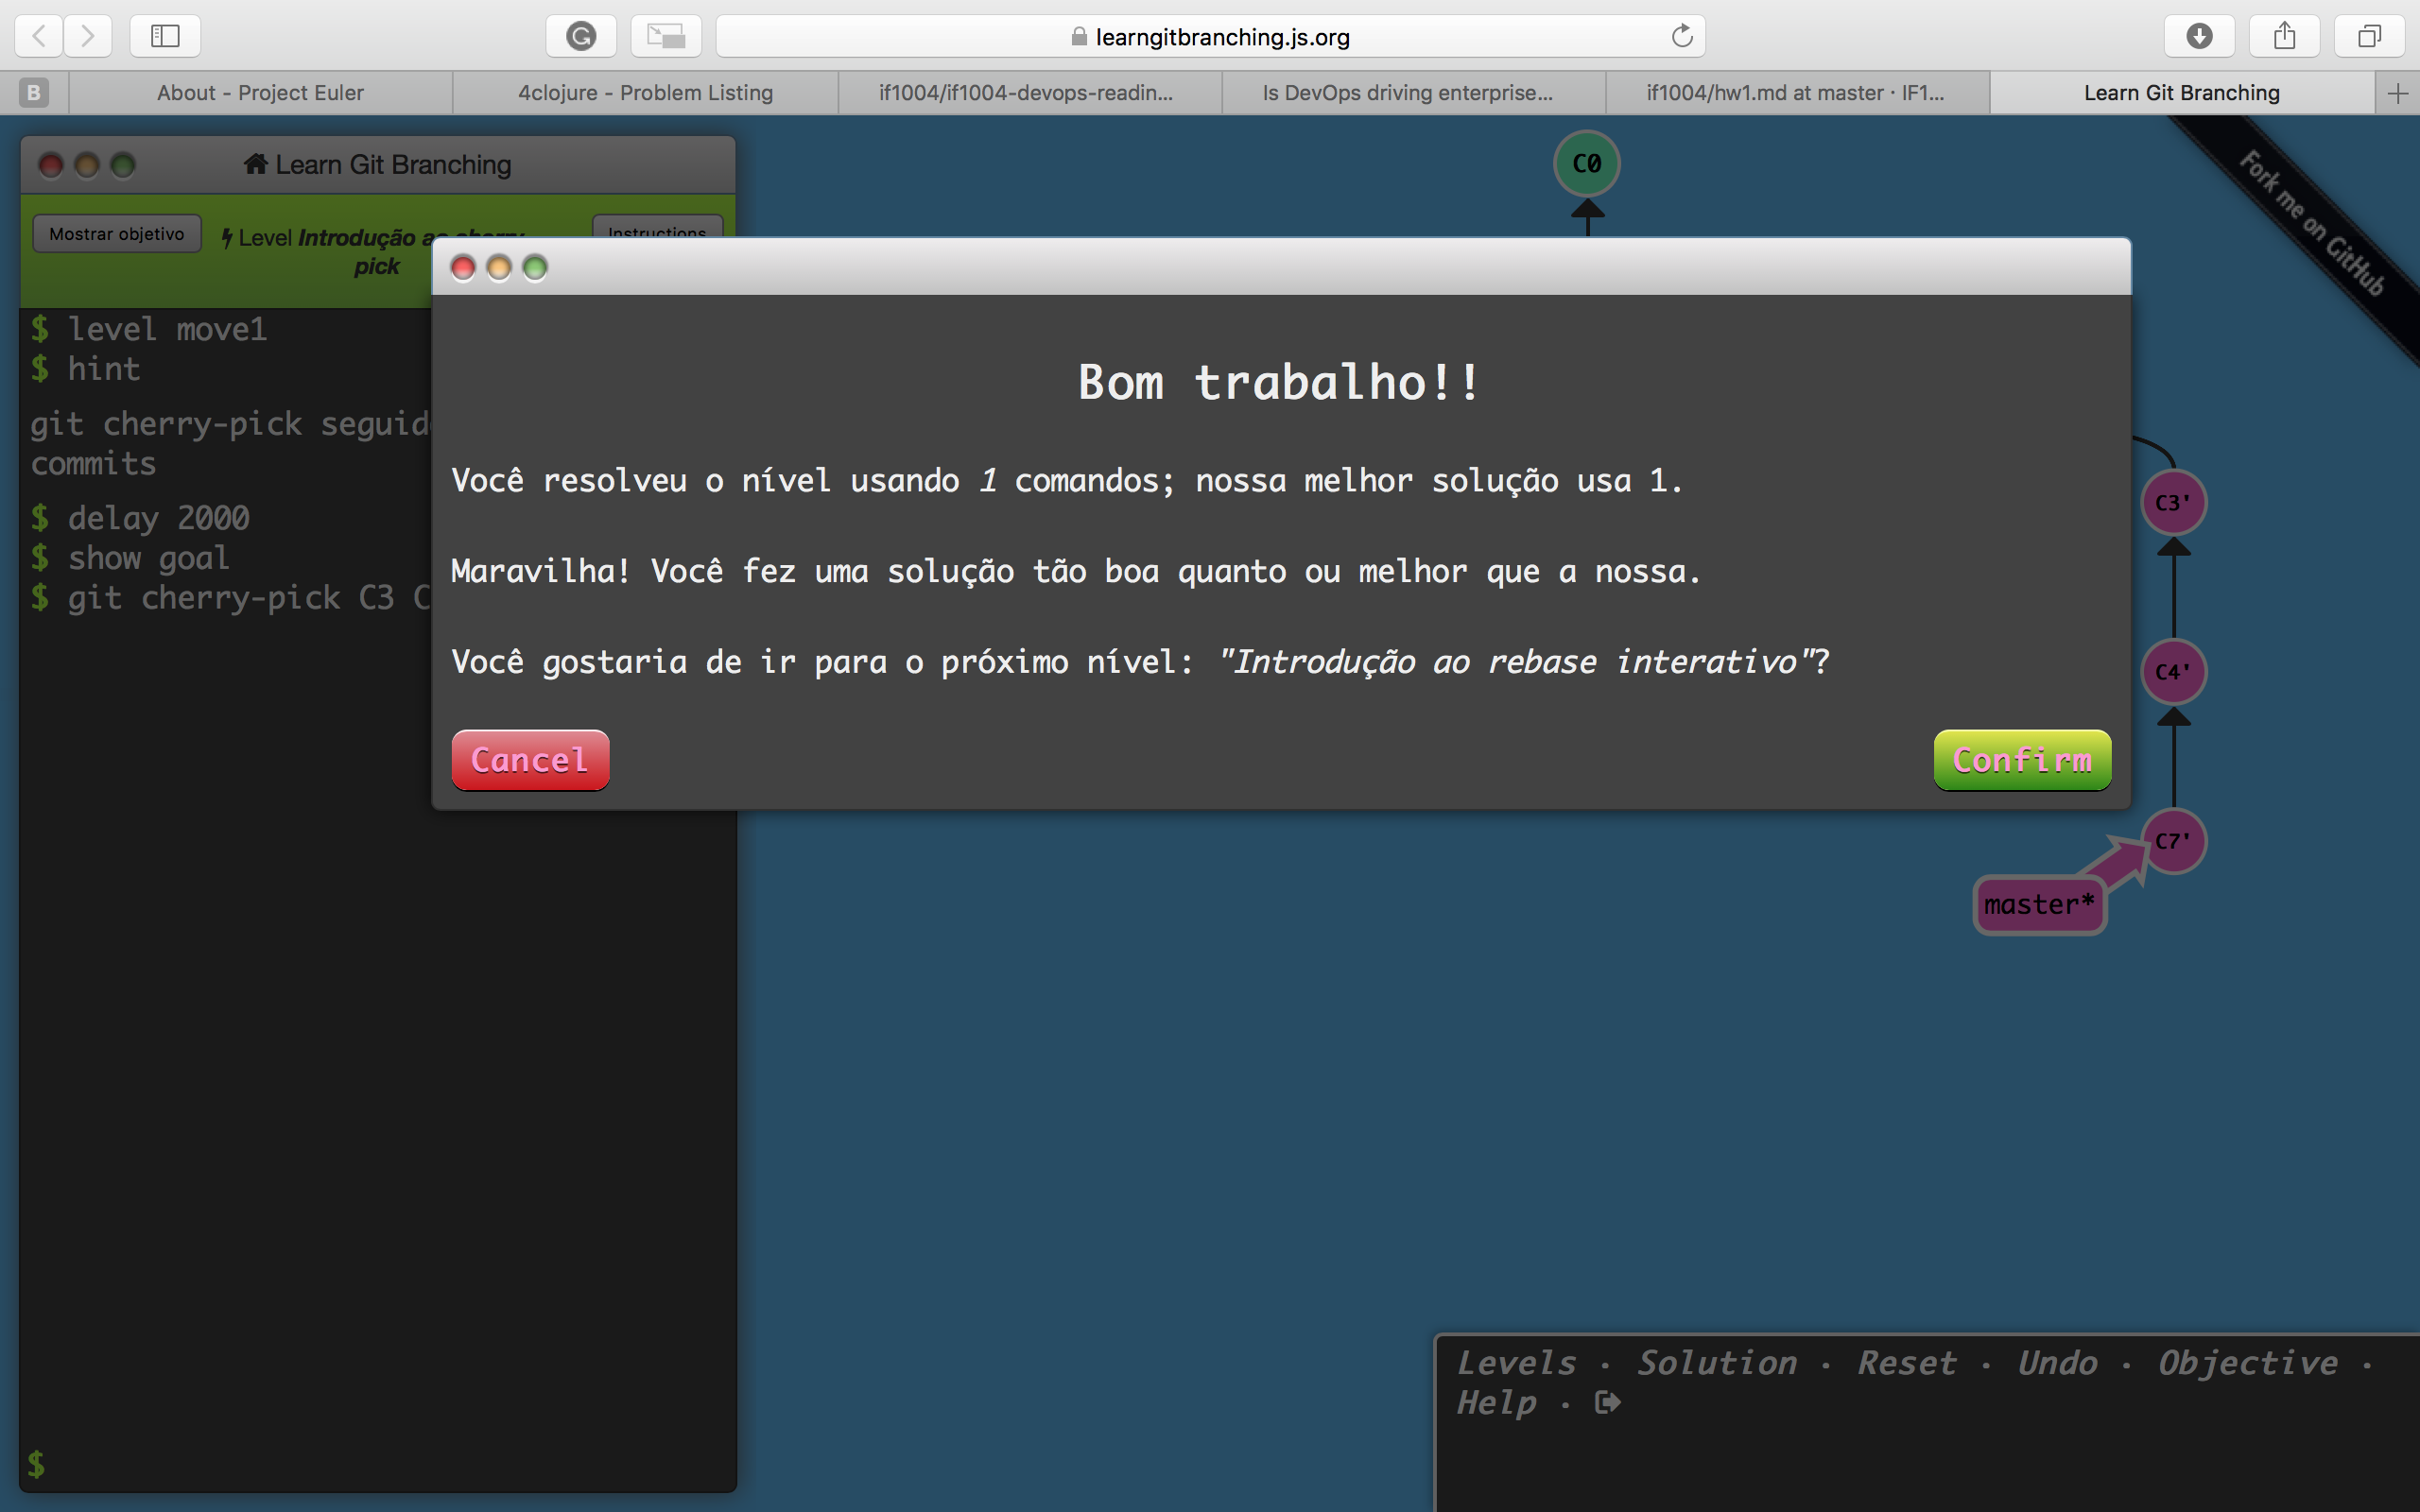 learngitbranching.js.org
B
About - Project Euler
4clojure - Problem Listing
if1004/if1004-devops-readin...
Is DevOps driving enterprise...
if1004/hw1.md at master · IF1...
Learn Git Branching
Learn Git Branching
Mostrar objetivo
Level Introdução ao cherry
pick
Instructions
$ level move1
$ hint
git cherry-pick
commits
$ delay 2000
$ show goal
$ git cherry-pick C3
$
Bom trabalho!!
Você resolveu o nível usando 1 comandos; nossa melhor solução usa 1.
Maravilha! Você fez uma solução tão boa quanto ou melhor que a nossa.
Você gostaria de ir para o próximo nível: "Introdução ao rebase interativo"?
Cancel
Confirm
C0
C3'
C4'
C7'
master*
Fork me on GitHub
Levels · Solution · Reset · Undo · Objective ·
Help ·